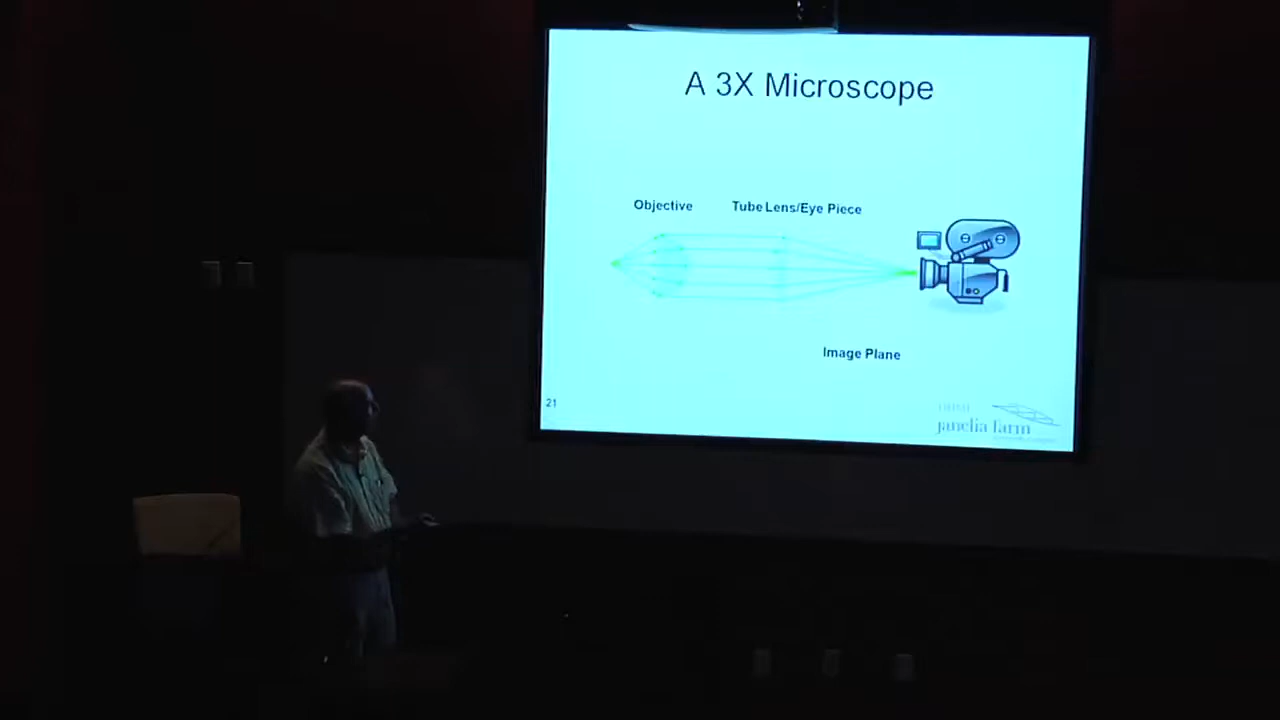 A 3X Microscope
Objective
Tube Lens/Eye Piece
Image Plane
21
janelia farm